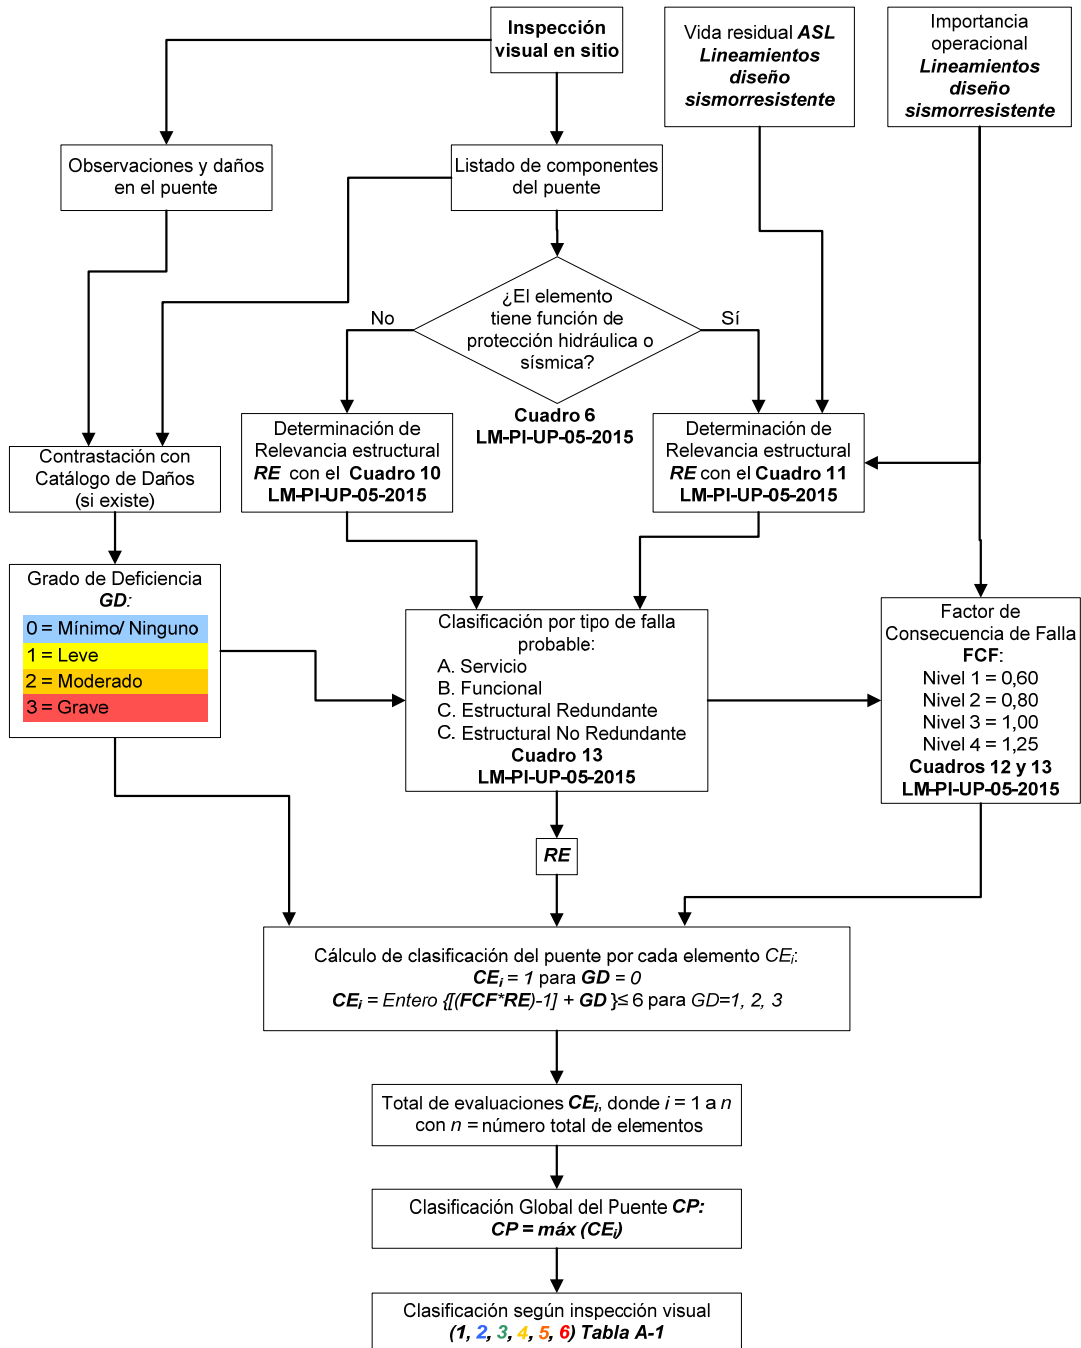 Inspección
visual en sitio
Vida residual ASL
Lineamientos
diseño
sismorresistente
Importancia
operacional
Lineamientos
diseño
sismorresistente
Observaciones y daños
en el puente
Listado de componentes
del puente
¿El elemento
tiene función de
protección hidráulica o
sísmica?
No
Sí
Cuadro 6
LM-PI-UP-05-2015
Contrastación con
Catálogo de Daños
(si existe)
Determinación de
Relevancia estructural
RE con el Cuadro 10
LM-PI-UP-05-2015
Determinación de
Relevancia estructural
RE con el Cuadro 11
LM-PI-UP-05-2015
Grado de Deficiencia
GD:
0 = Mínimo/ Ninguno
1 = Leve
2 = Moderado
3 = Grave
Clasificación por tipo de falla
probable:
A. Servicio
B. Funcional
C. Estructural Redundante
C. Estructural No Redundante
Cuadro 13
LM-PI-UP-05-2015
Factor de
Consecuencia de Falla
FCF:
Nivel 1 = 0,60
Nivel 2 = 0,80
Nivel 3 = 1,00
Nivel 4 = 1,25
Cuadros 12 y 13
LM-PI-UP-05-2015
RE
Cálculo de clasificación del puente por cada elemento CEi:
CEi = 1 para GD = 0
CEi = Entero {[(FCF*RE)-1] + GD }≤ 6 para GD=1, 2, 3
Total de evaluaciones CEi, donde i = 1 a n
con n = número total de elementos
Clasificación Global del Puente CP:
CP = máx (CEi)
Clasificación según inspección visual
(1, 2, 3, 4, 5, 6) Tabla A-1